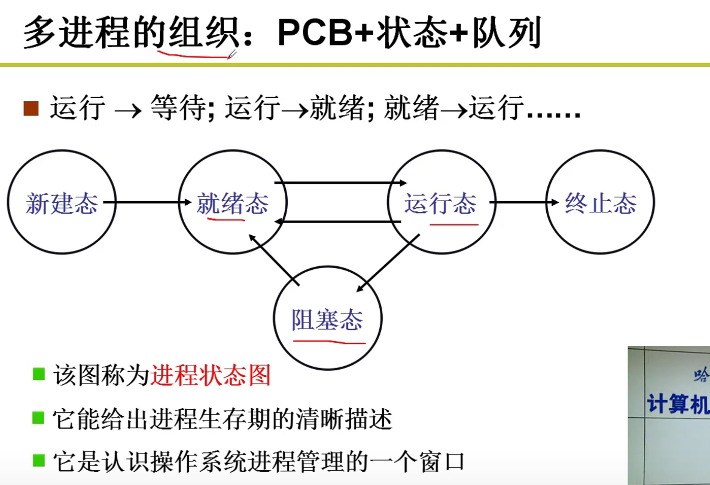 多进程的组织：PCB+状态+队列
■ 运行 → 等待; 运行→就绪; 就绪→运行……
新建态 就绪态 运行态 终止态
阻塞态
■ 该图称为进程状态图
■ 它能给出进程生存期的清晰描述
■ 它是认识操作系统进程管理的一个窗口
哈
计算机